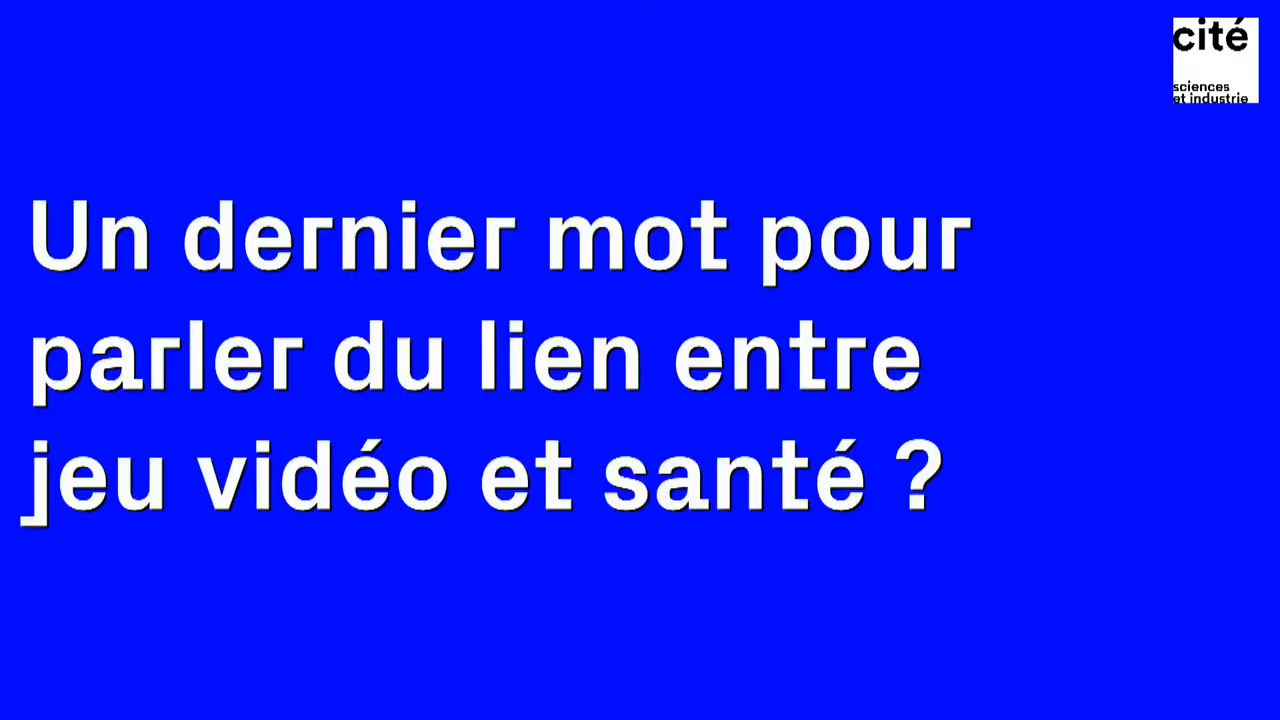 cité
sciences
et industrie
Un dernier mot pour
parler du lien entre
jeu vidéo et santé ?